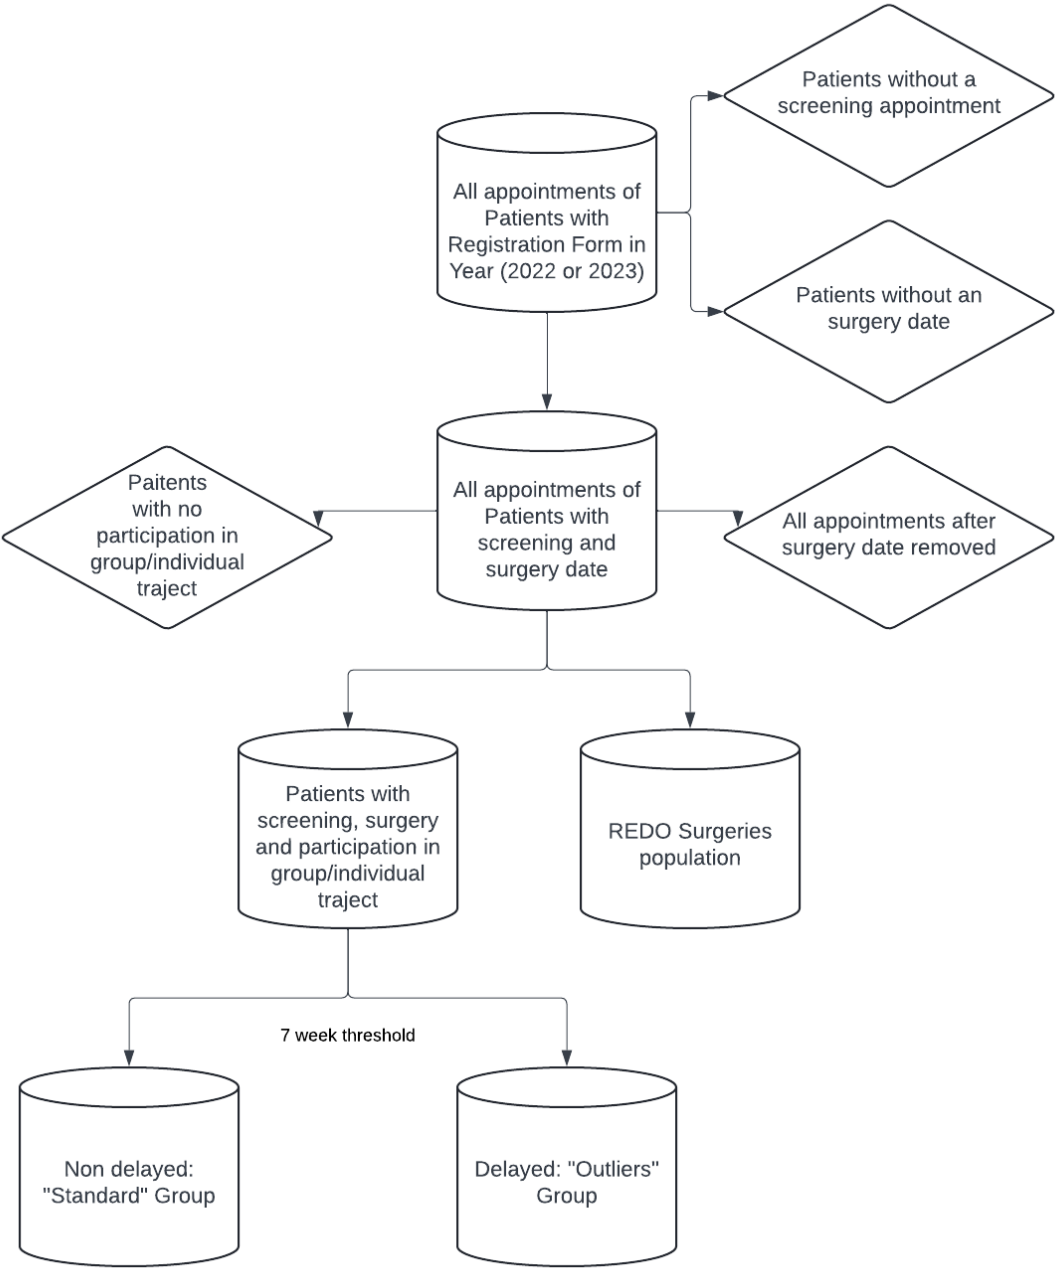 Patients without a
screening appointment
All appointments of
Patients with
Registration Form in
Year (2022 or 2023)
Patients without an
surgery date
Paitents
with no
participation in
group/individual
traject
All appointments of
Patients with
screening and
surgery date
All appointments after
surgery date removed
Patients with
screening, surgery
and participation in
group/individual
traject
REDO Surgeries
population
7 week threshold
Non delayed:
"Standard" Group
Delayed: "Outliers"
Group